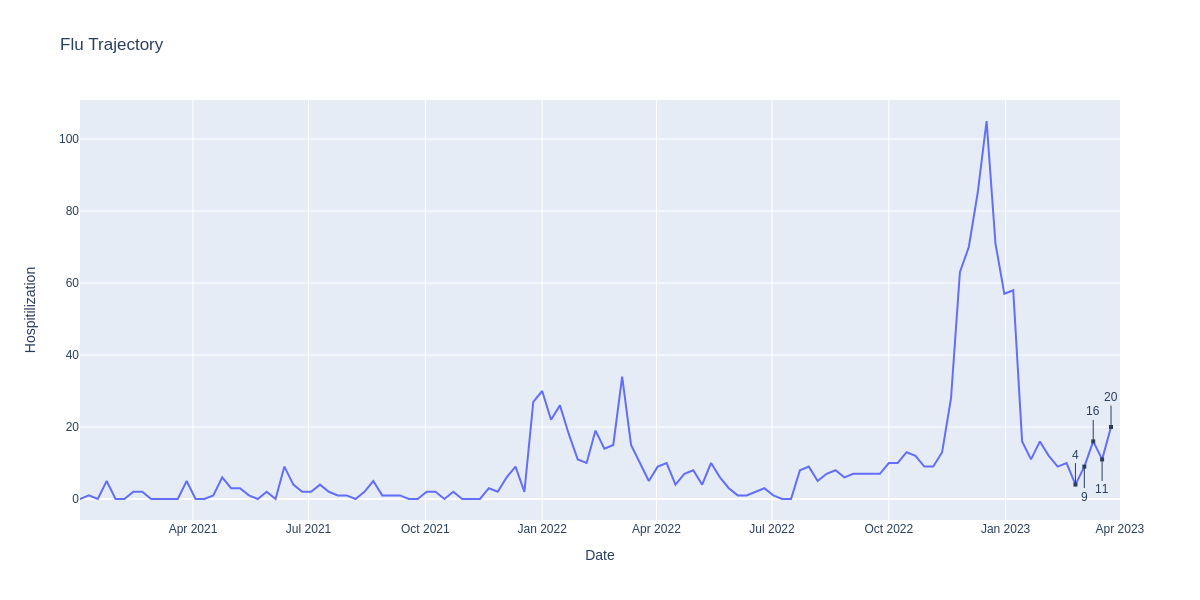 Flu Trajectory
100
80
60
40
20
0
Hospitilization
20
16
4
11
9
Apr 2021
Jul 2021
Oct 2021
Jan 2022
Apr 2022
Jul 2022
Oct 2022
Jan 2023
Apr 2023
Date